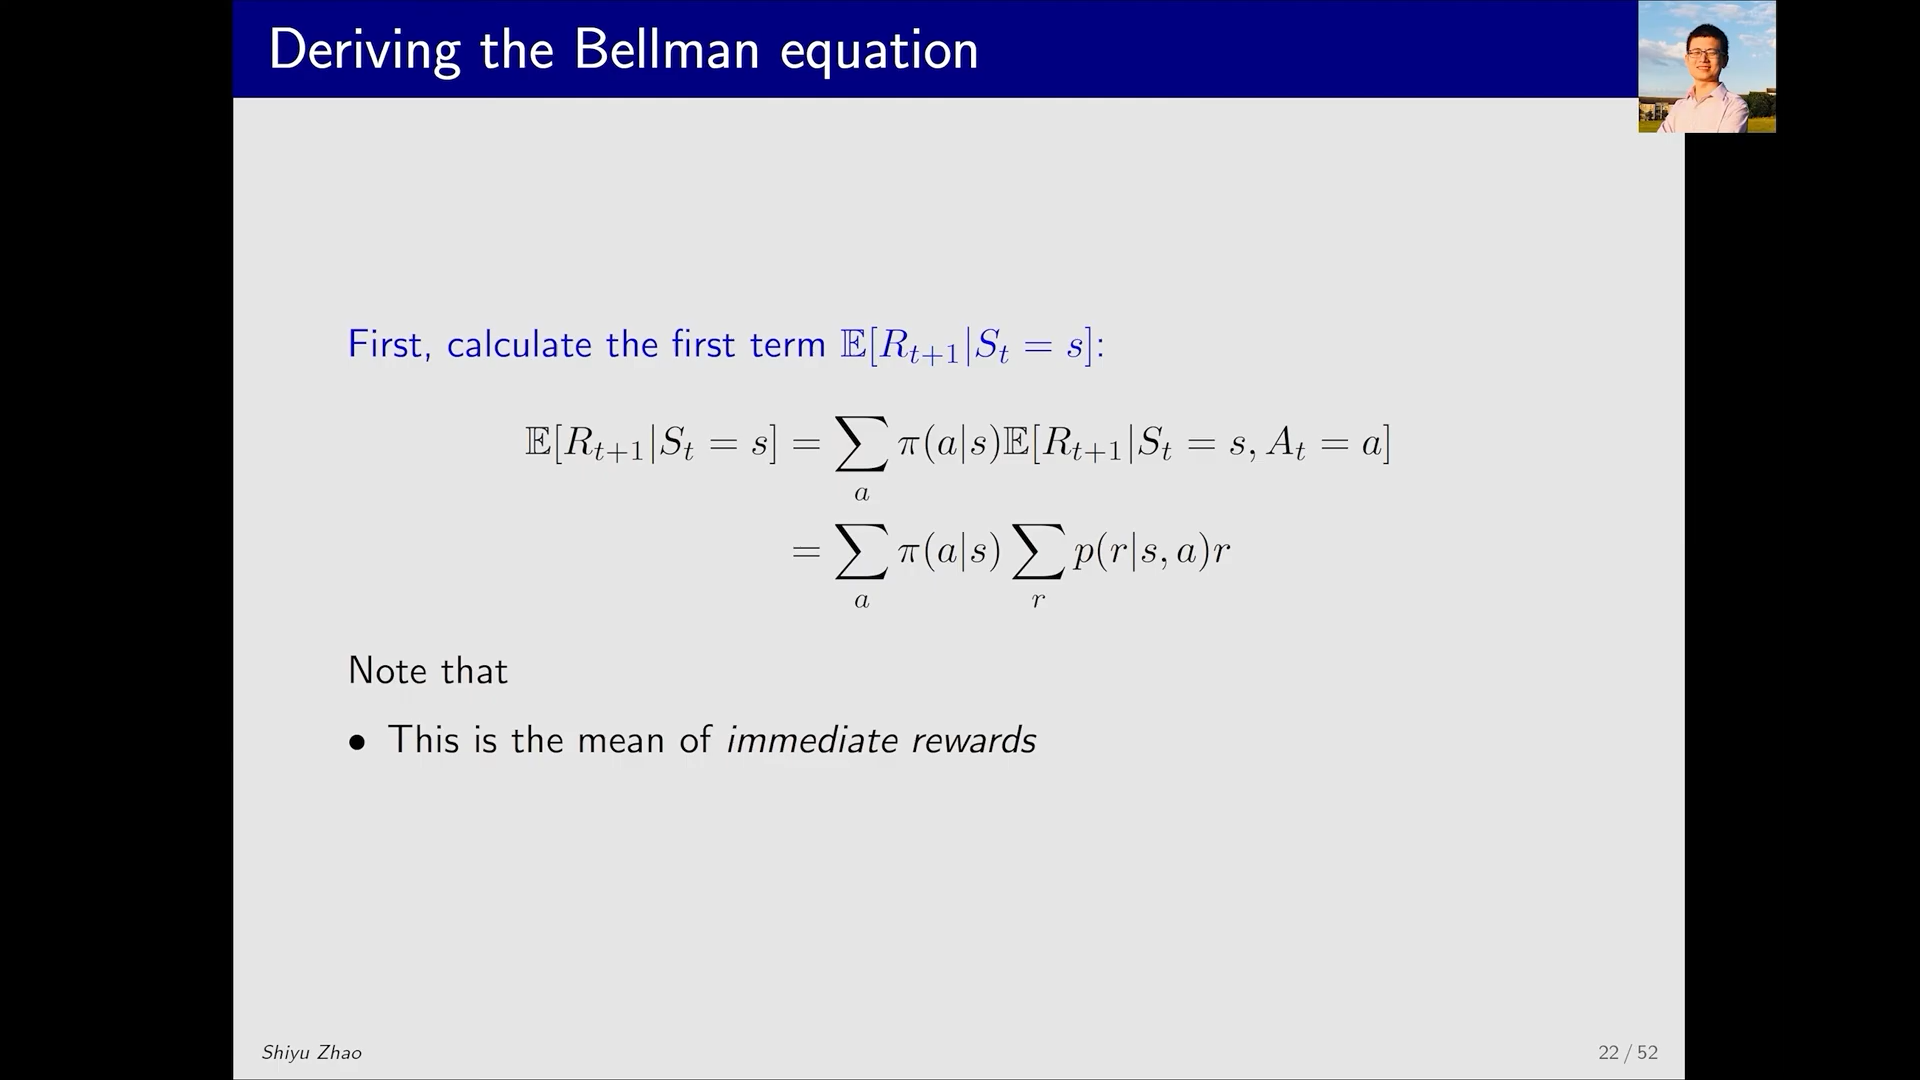 Deriving the Bellman equation
First, calculate the first term 𝔼[R_{t+1}|S_t = s]:
𝔼[R_{t+1}|S_t = s] = ∑_a π(a|s)𝔼[R_{t+1}|S_t = s, A_t = a]
= ∑_a π(a|s) ∑_r p(r|s, a)r
Note that
• This is the mean of immediate rewards
Shiyu Zhao
22 / 52